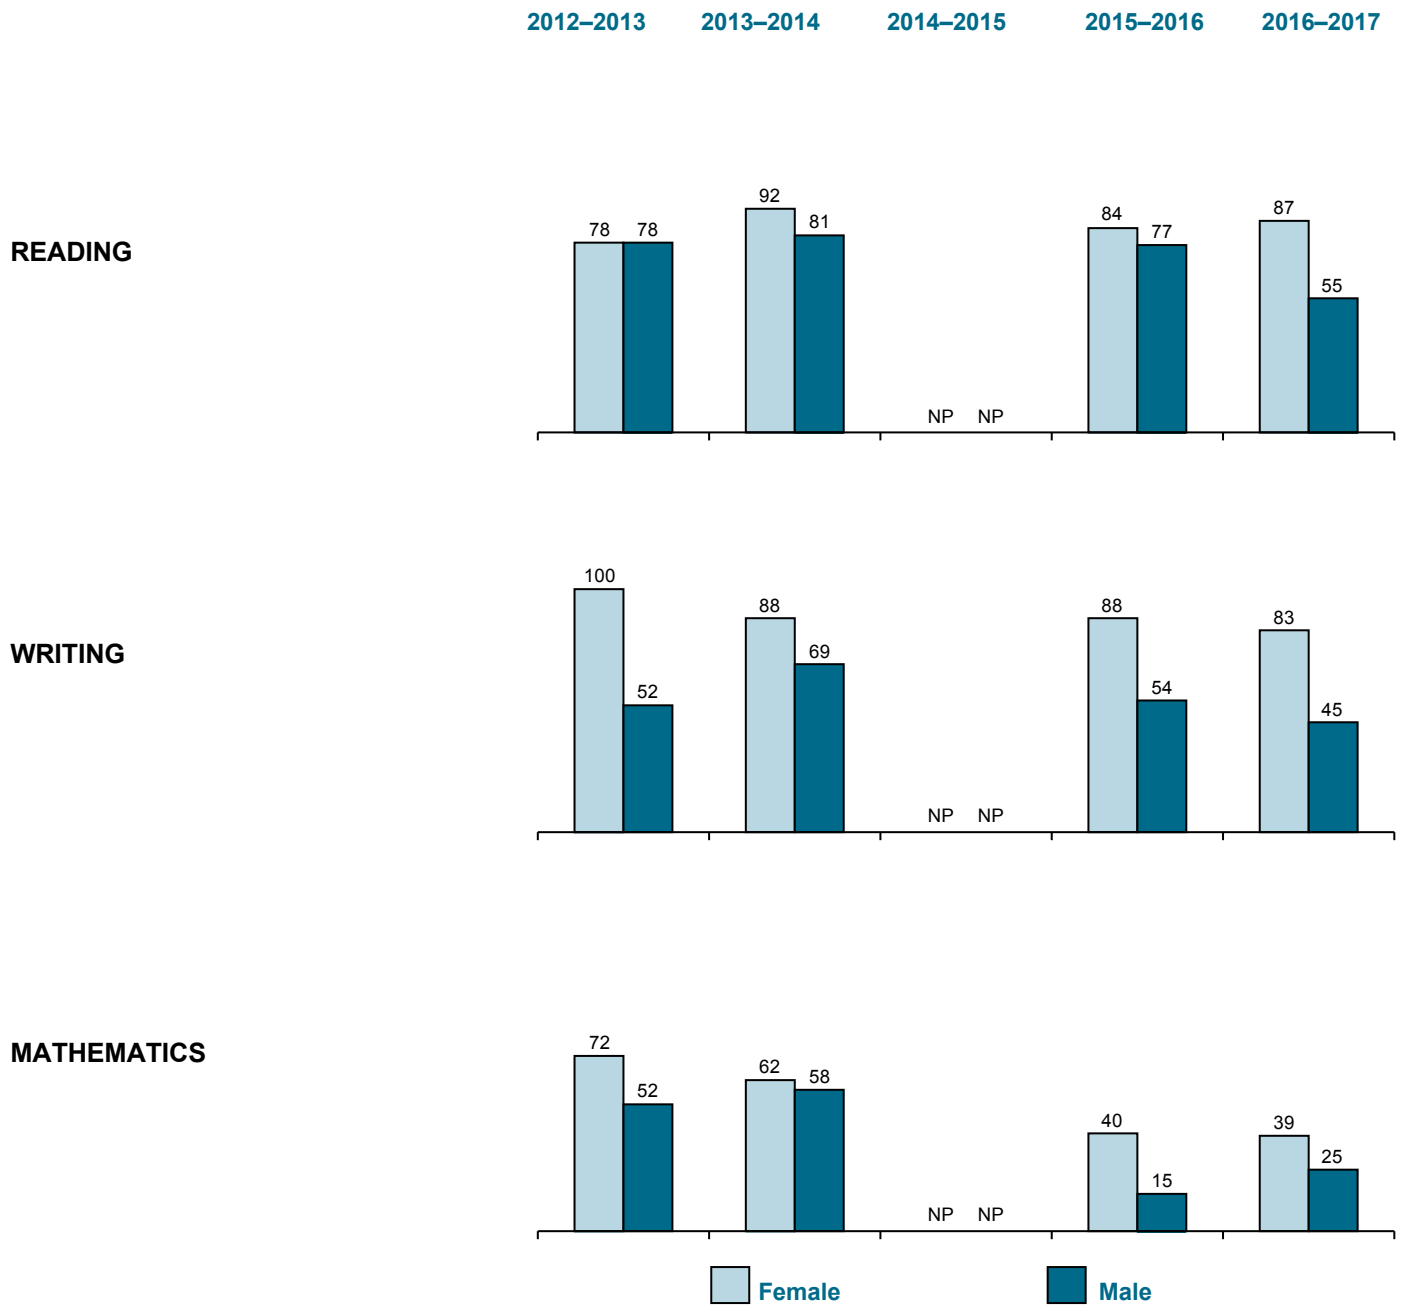 2012–2013 2013–2014 2014–2015 2015–2016 2016–2017
READING
78 78 92 81 NP NP 84 77 87 55
WRITING
100 52 88 69 NP NP 88 54 83 45
MATHEMATICS
72 52 62 58 NP NP 40 15 39 25
Female Male